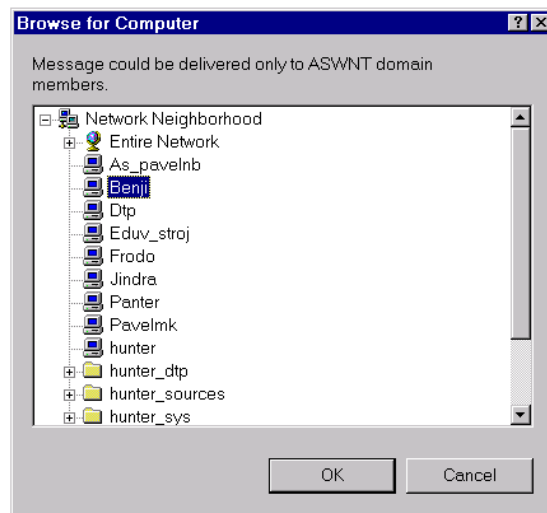 Browse for Computer
Message could be delivered only to ASWNT domain
members.
Network Neighborhood
Entire Network
As_pavelnb
Benji
Dtp
Eduv_stroj
Frodo
Jindra
Panter
Pavelmk
hunter
hunter_dtp
hunter_sources
hunter_sys
OK Cancel